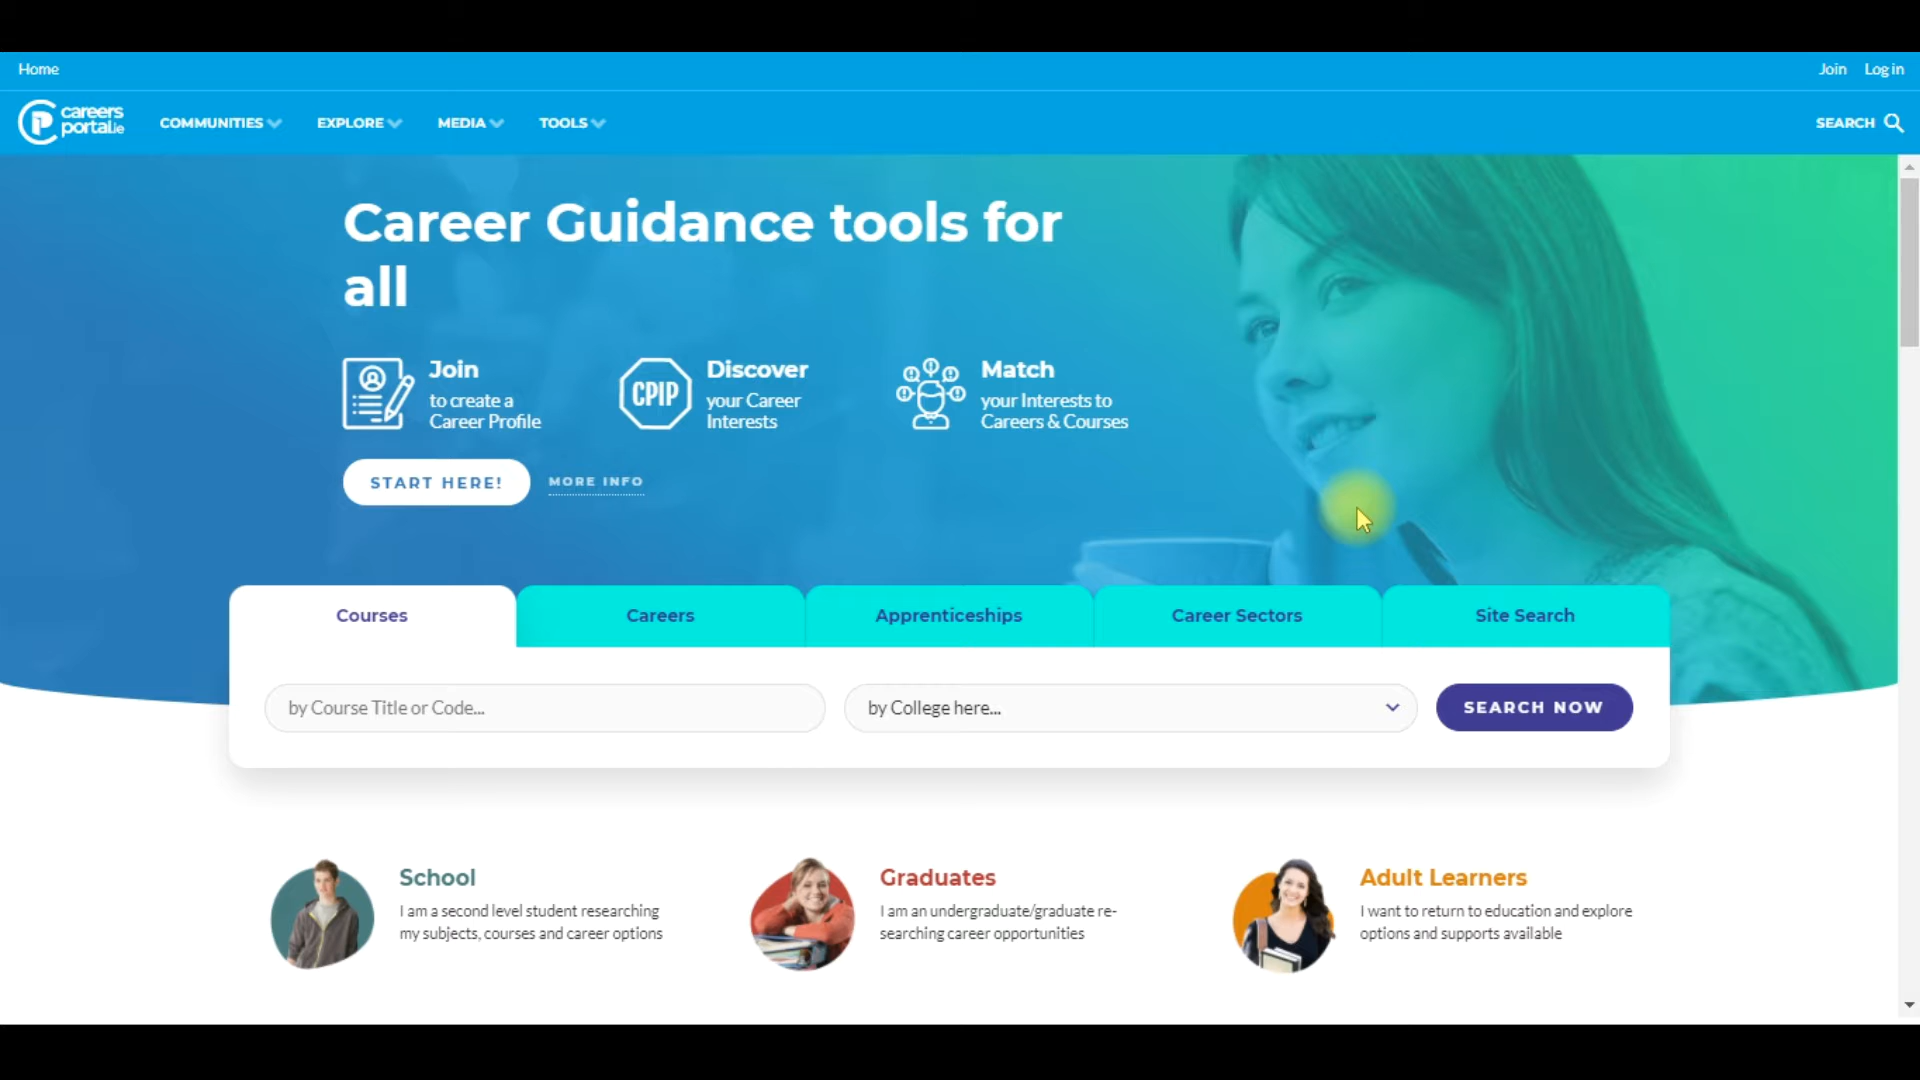 Home
Join Log in
careers
portal.ie
COMMUNITIES EXPLORE MEDIA TOOLS
SEARCH
Career Guidance tools for
all
Join
to create a
Career Profile
CPIP
Discover
your Career
Interests
Match
your Interests to
Careers & Courses
START HERE! MORE INFO
Courses Careers Apprenticeships Career Sectors Site Search
by Course Title or Code... by College here... SEARCH NOW
School
I am a second level student researching
my subjects, courses and career options
Graduates
I am an undergraduate/graduate re-
searching career opportunities
Adult Learners
I want to return to education and explore
options and supports available